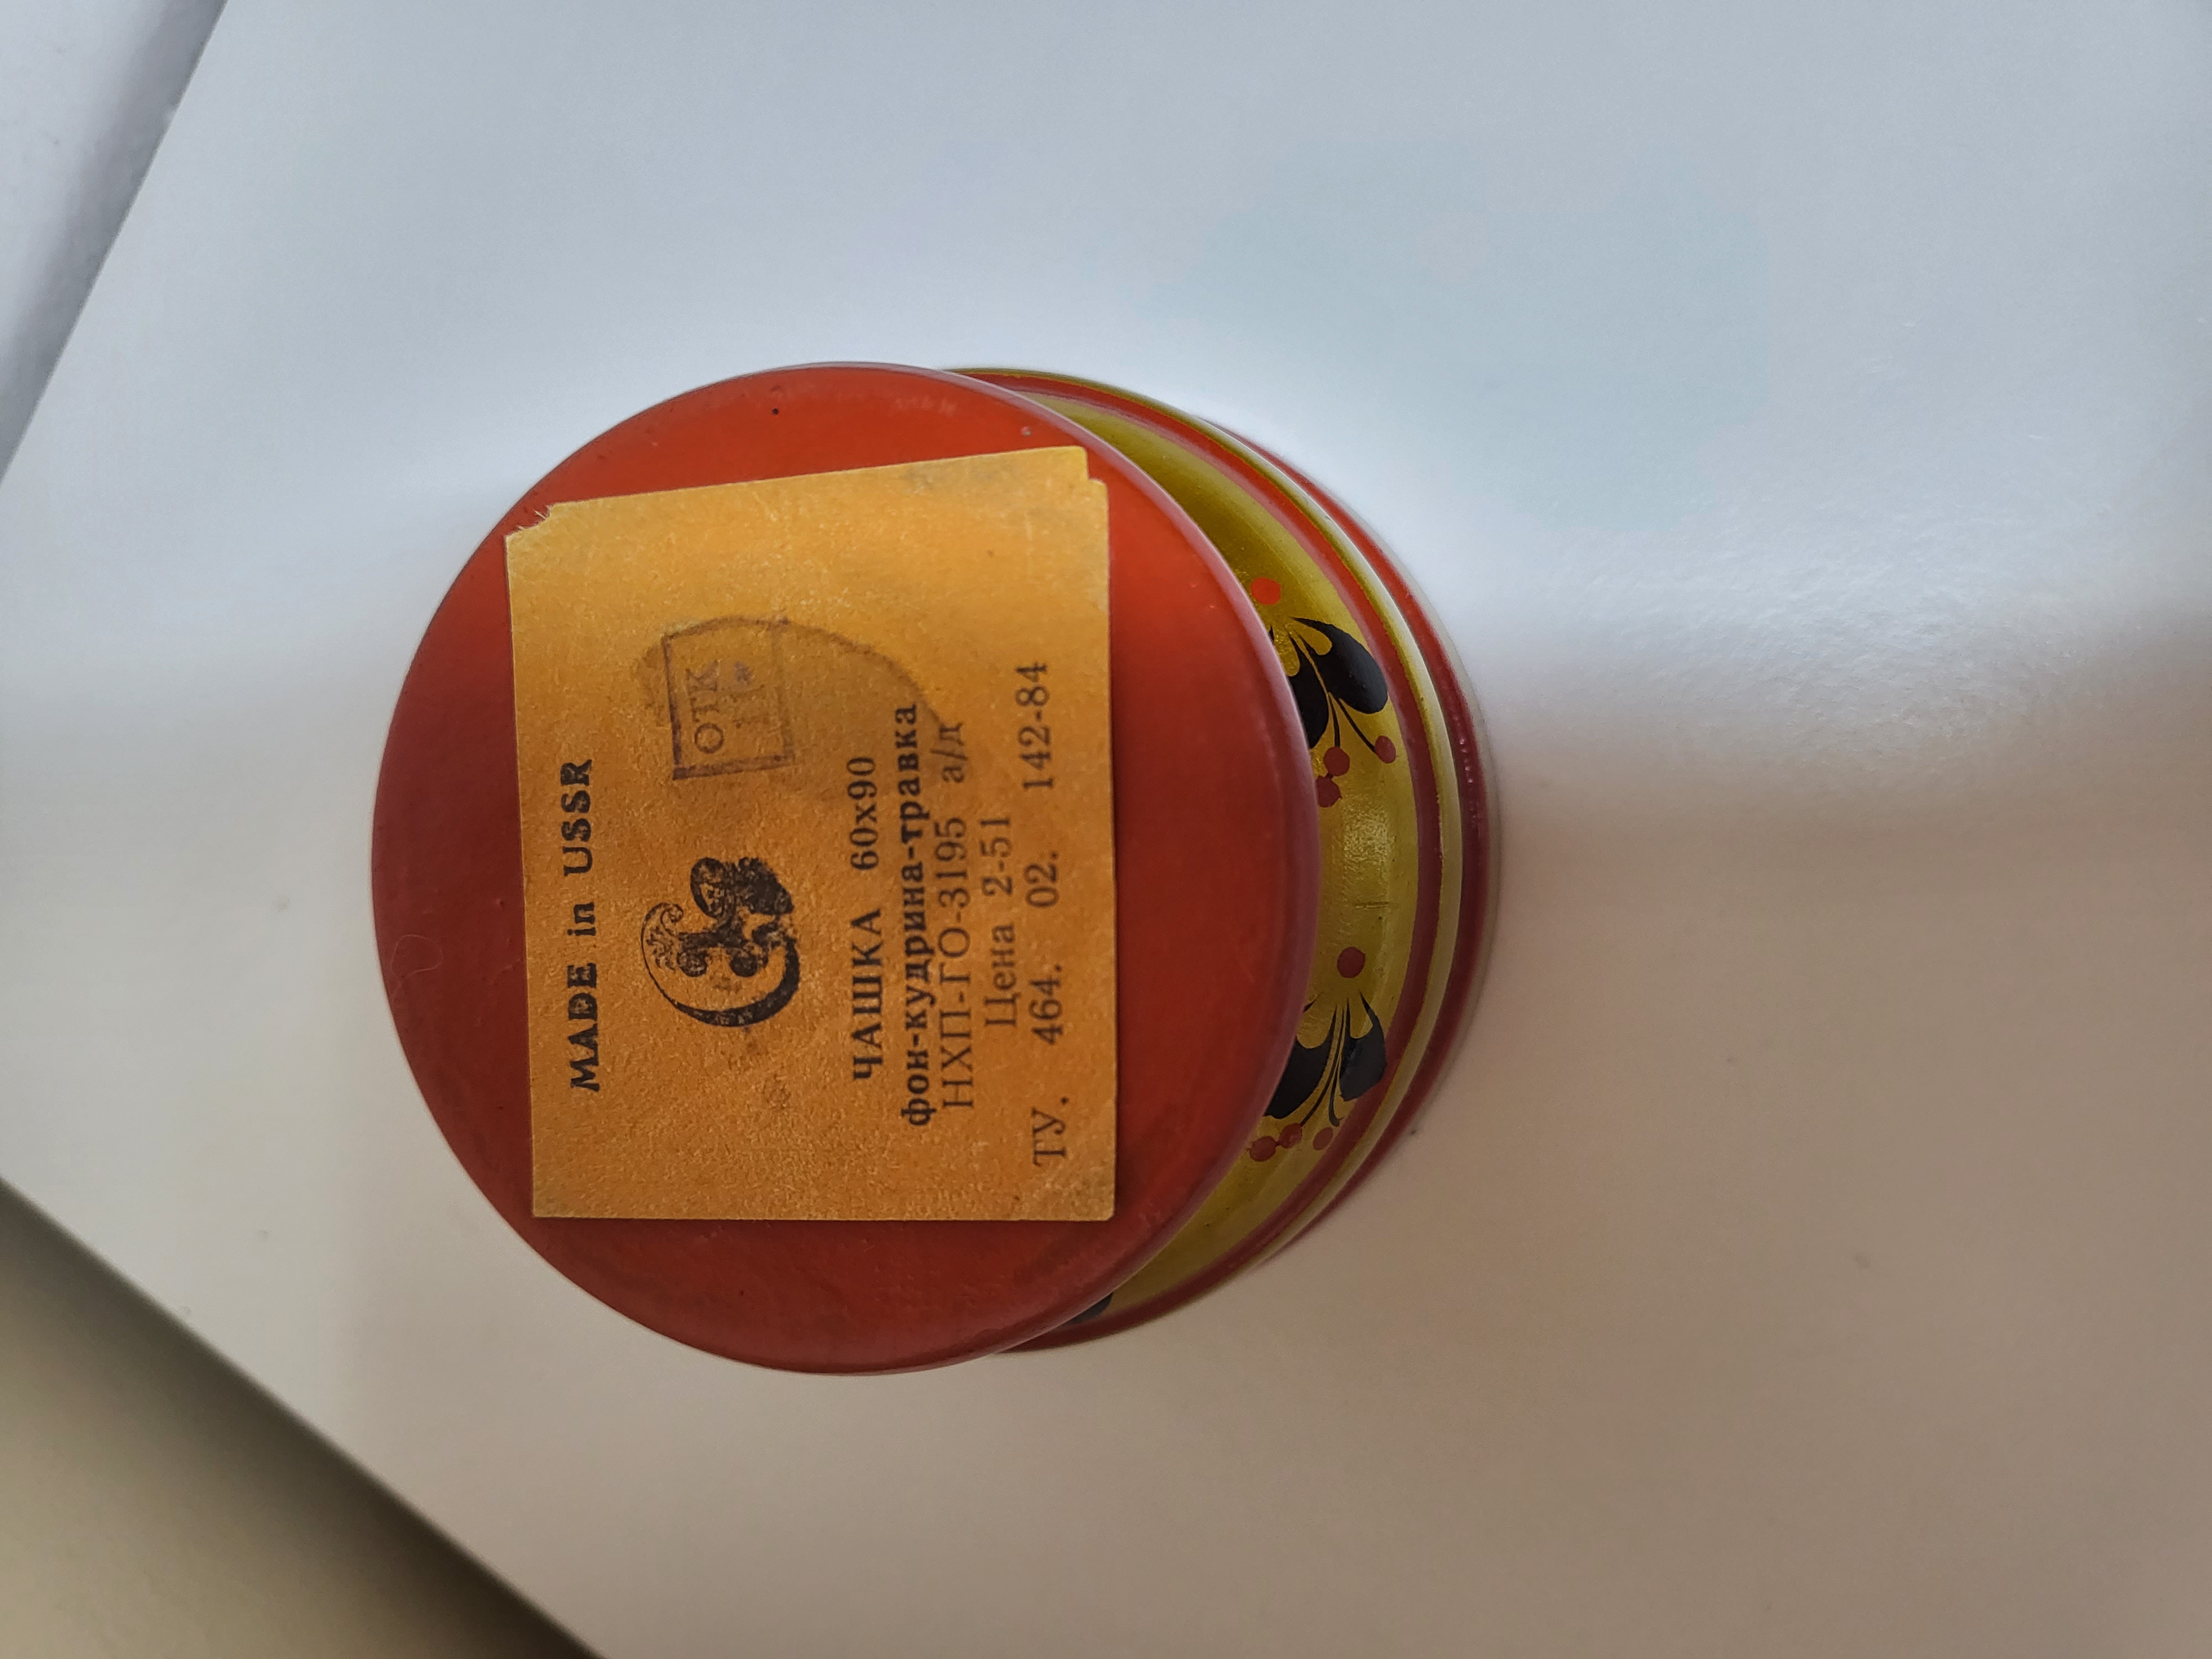 MADE in USSR
ОТК
ЧАШКА 60x90
фон-кудрина-травка
НХП-ГО-3195 а/д
Цена 2-51
ТУ. 464. 02. 142-84